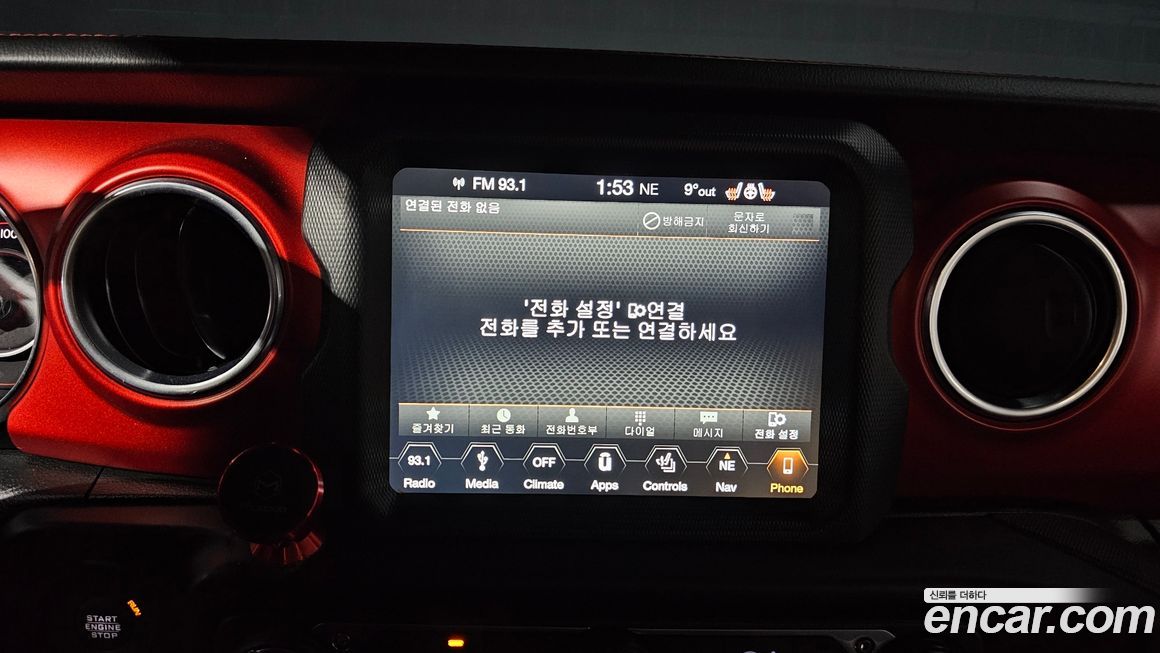 FM 93.1 1:53 NE 9°out
연결된 전화 없음
방해금지
문자로
회신하기
'전화 설정' 연결
전화를 추가 또는 연결하세요
즐겨찾기 최근 통화 전화번호부 다이얼 메시지 전화 설정
93.1 OFF NE
Radio Media Climate Apps Controls Nav Phone
100
RUN
START
ENGINE
STOP
신뢰를 더하다
encar.com